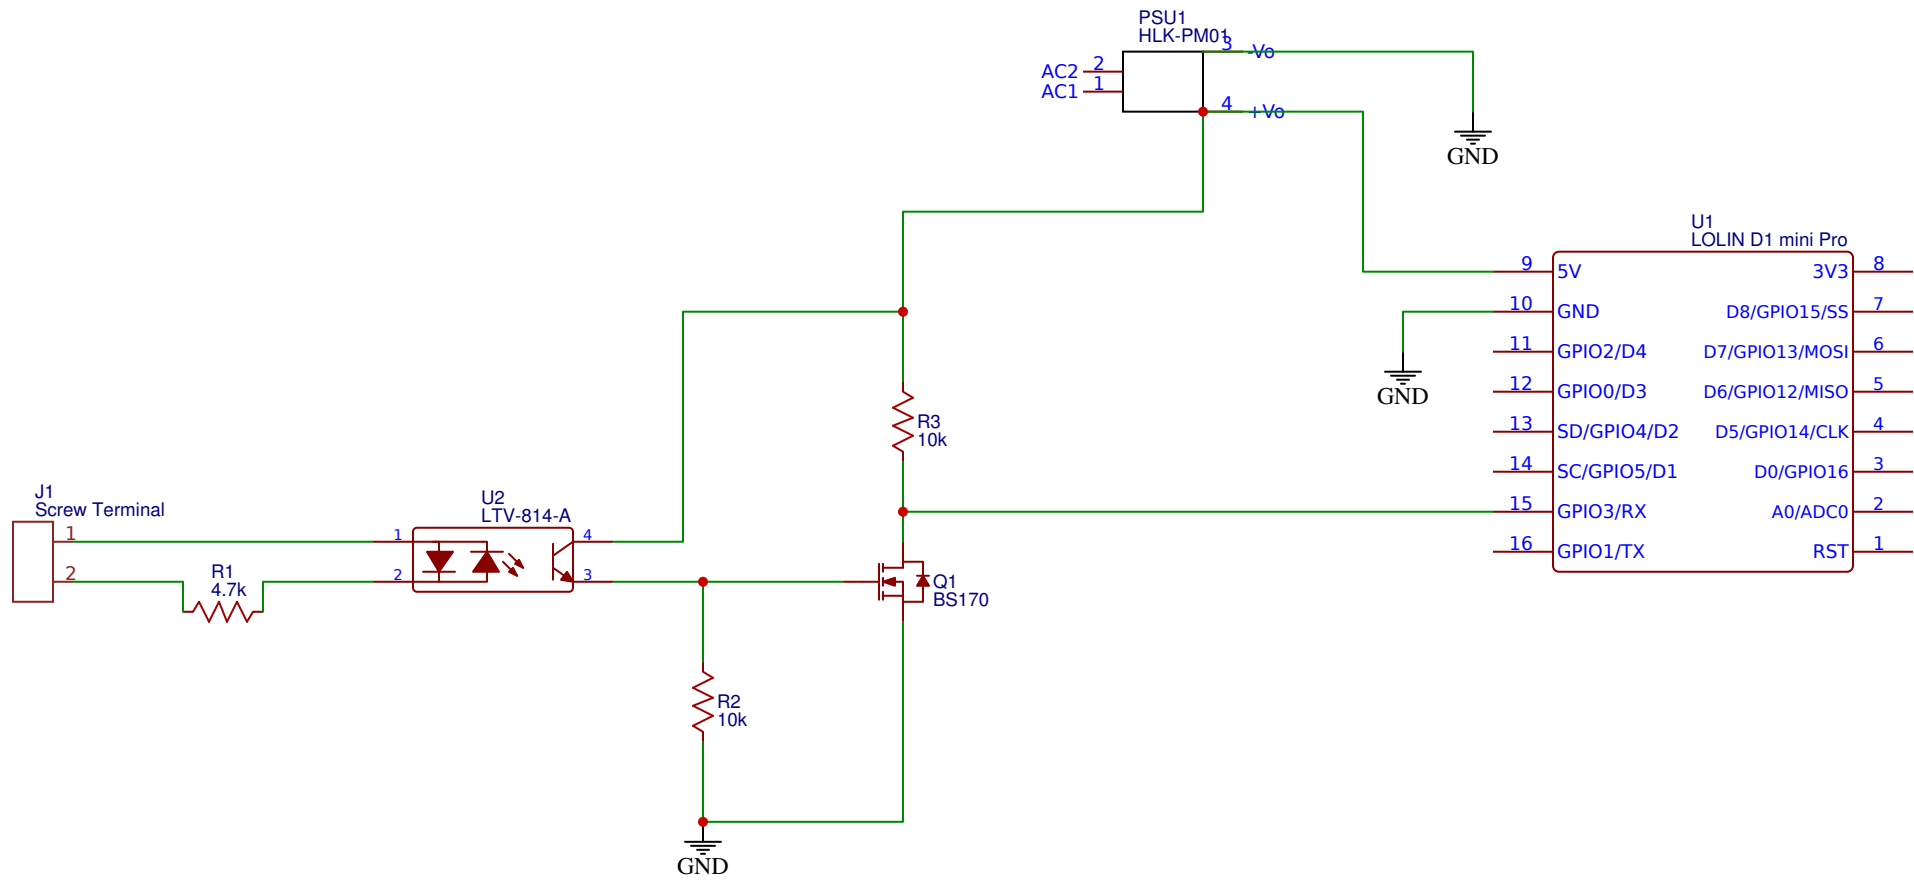 PSU1
HLK-PM01
3 -Vo
AC2 2
AC1 1
4 +Vo
GND
U1
LOLIN D1 mini Pro
9 5V
3V3 8
10 GND
D8/GPIO15/SS 7
11 GPIO2/D4
D7/GPIO13/MOSI 6
GND
12 GPIO0/D3
D6/GPIO12/MISO 5
R3
10k
13 SD/GPIO4/D2
D5/GPIO14/CLK 4
14 SC/GPIO5/D1
D0/GPIO16 3
15 GPIO3/RX
A0/ADC0 2
16 GPIO1/TX
RST 1
J1
Screw Terminal
1
2
R1
4.7k
U2
LTV-814-A
1
2
4
3
Q1
BS170
R2
10k
GND